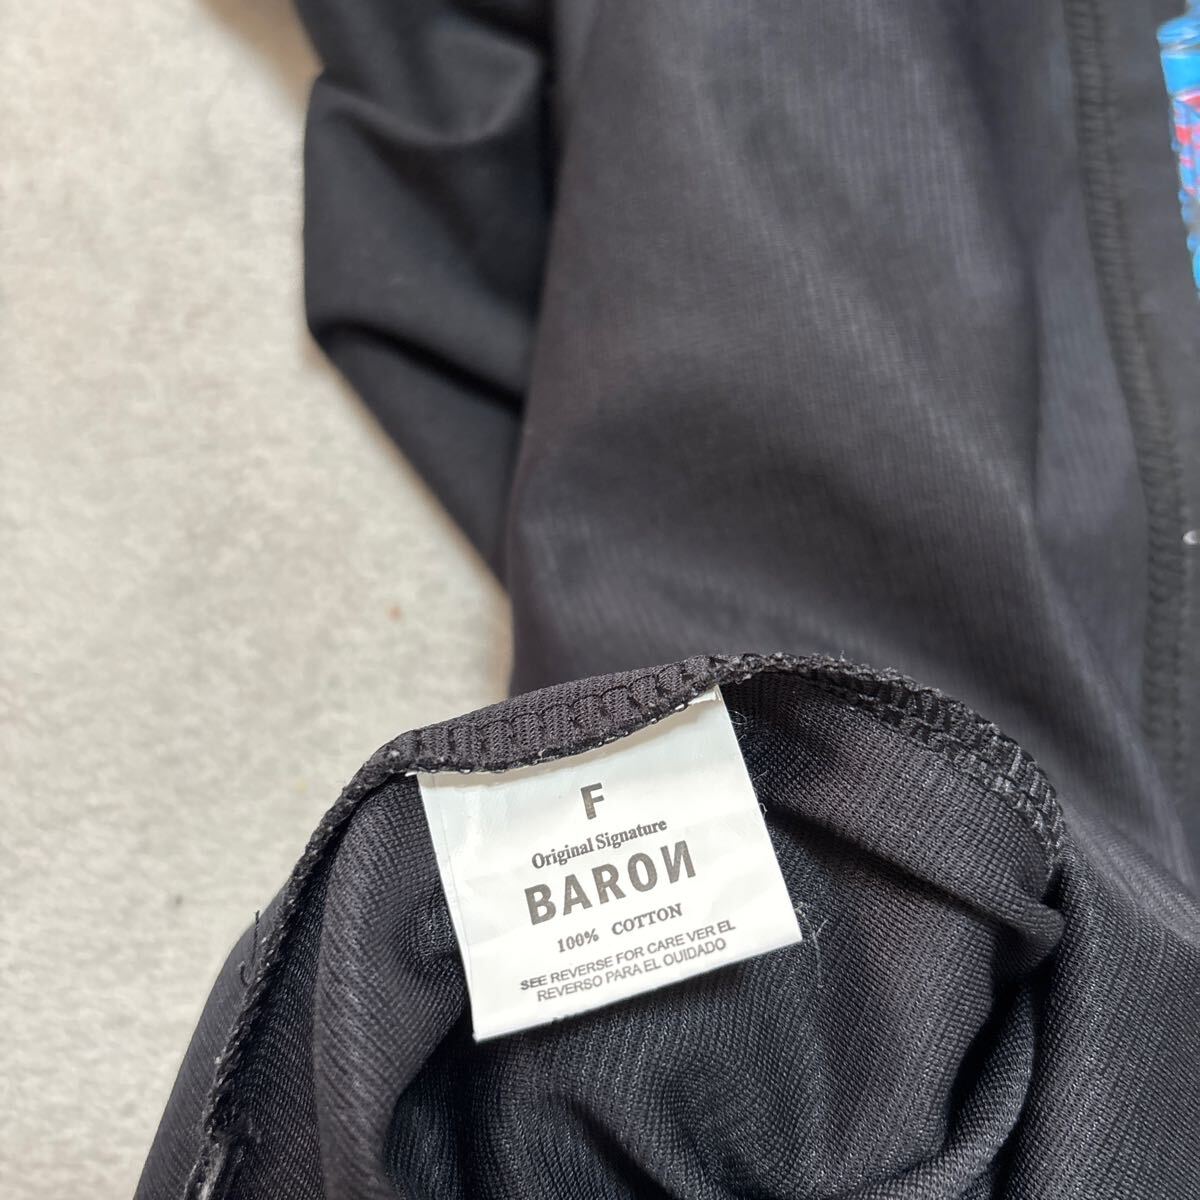 F
Original Signature
BAROИ
100% COTTON
SEE REVERSE FOR CARE VER EL
REVERSO PARA EL OUIDADO